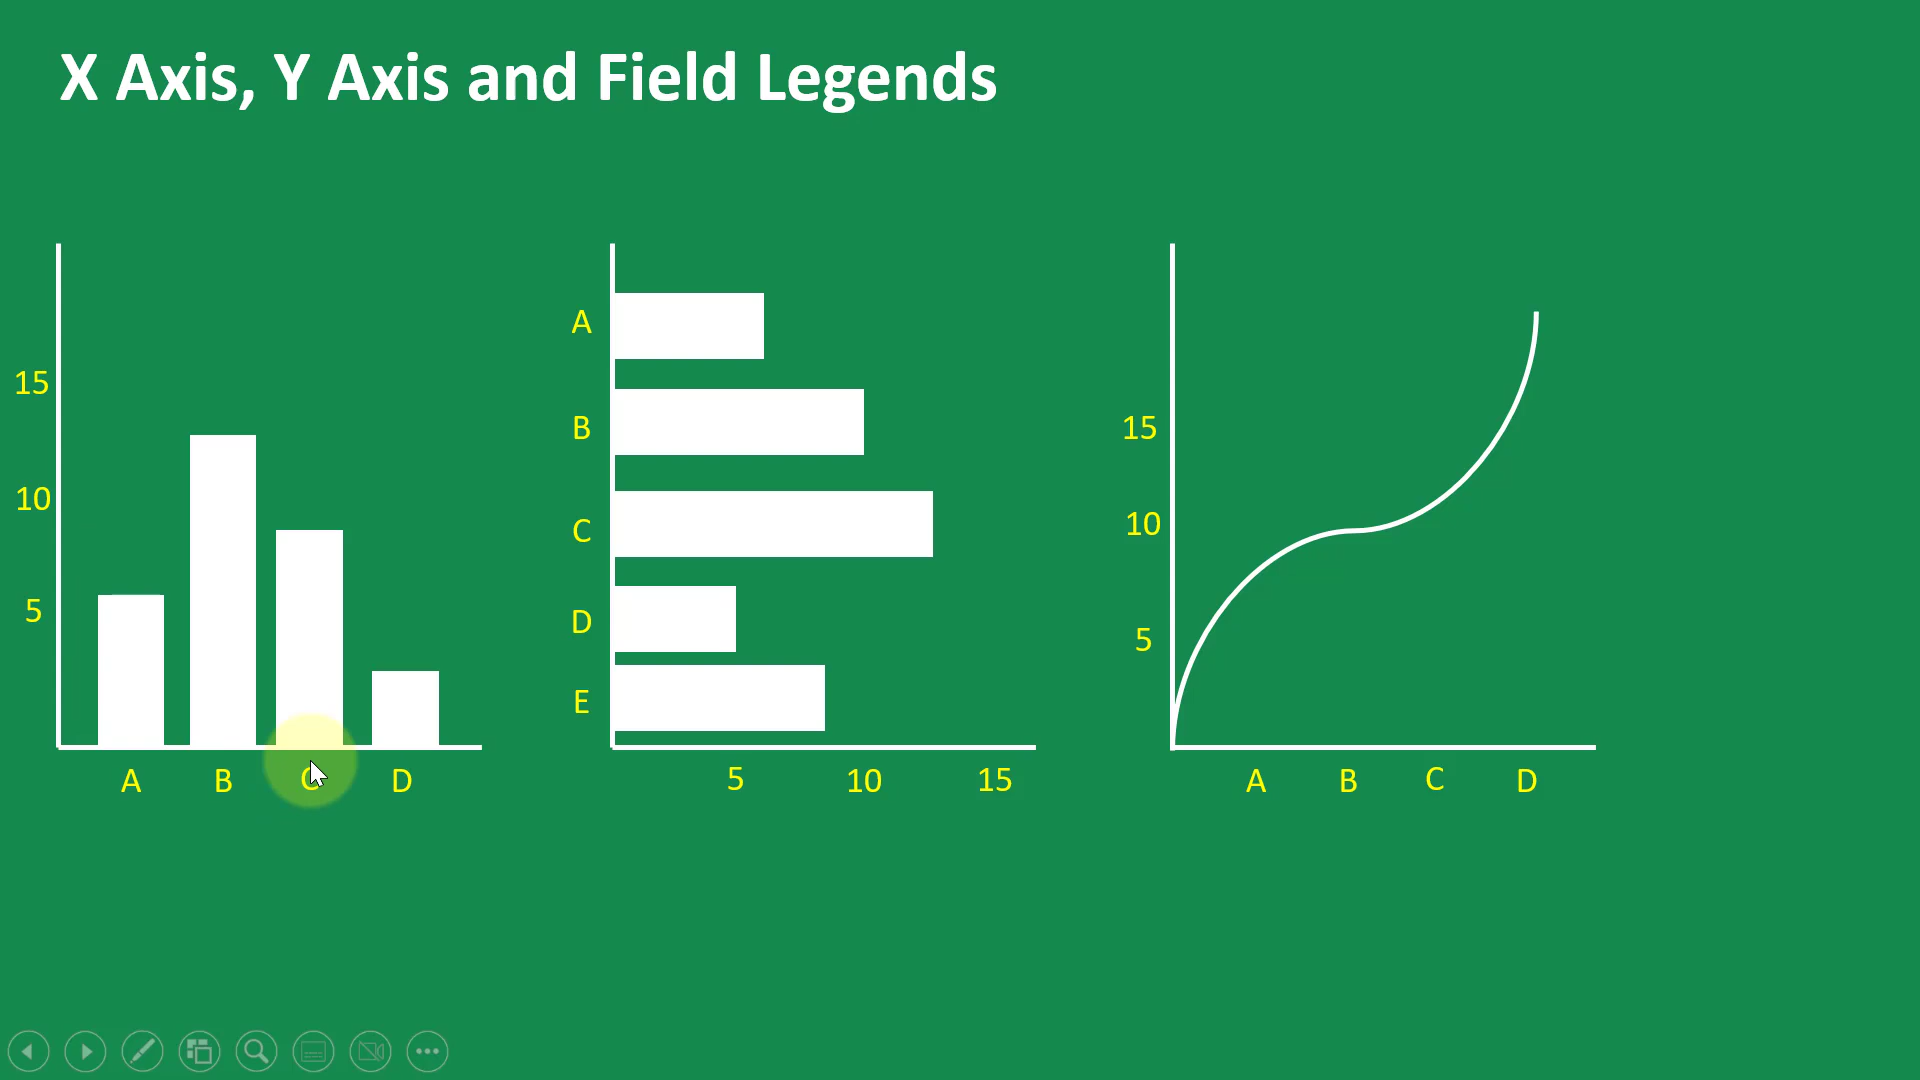 X Axis, Y Axis and Field Legends
15
10
5
A B C D
A
B
C
D
E
5 10 15
15
10
5
A B C D